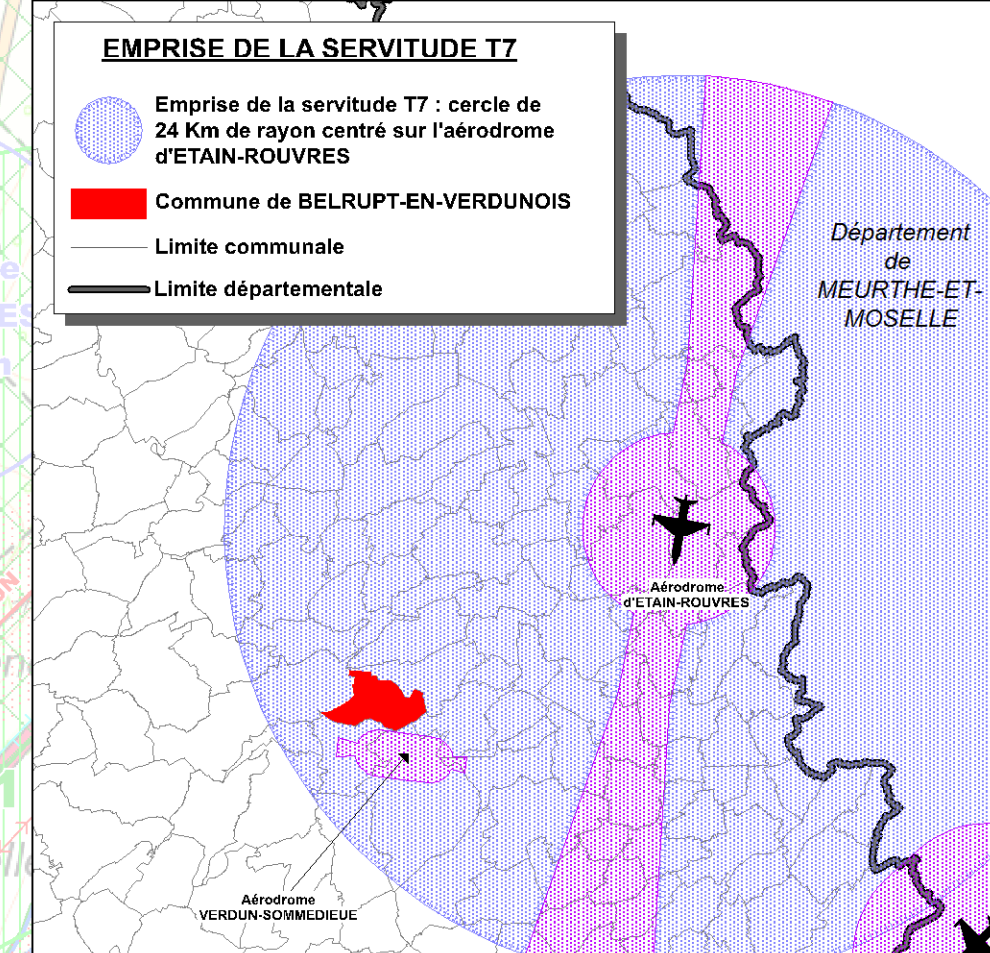 EMPRISE DE LA SERVITUDE T7
Emprise de la servitude T7 : cercle de
24 Km de rayon centré sur l'aérodrome
d'ETAIN-ROUVRES
Commune de BELRUPT-EN-VERDUNOIS
Limite communale
Limite départementale
Département
de
MEURTHE-ET-
MOSELLE
Aérodrome
d'ETAIN-ROUVRES
Aérodrome
VERDUN-SOMMEDIEUE